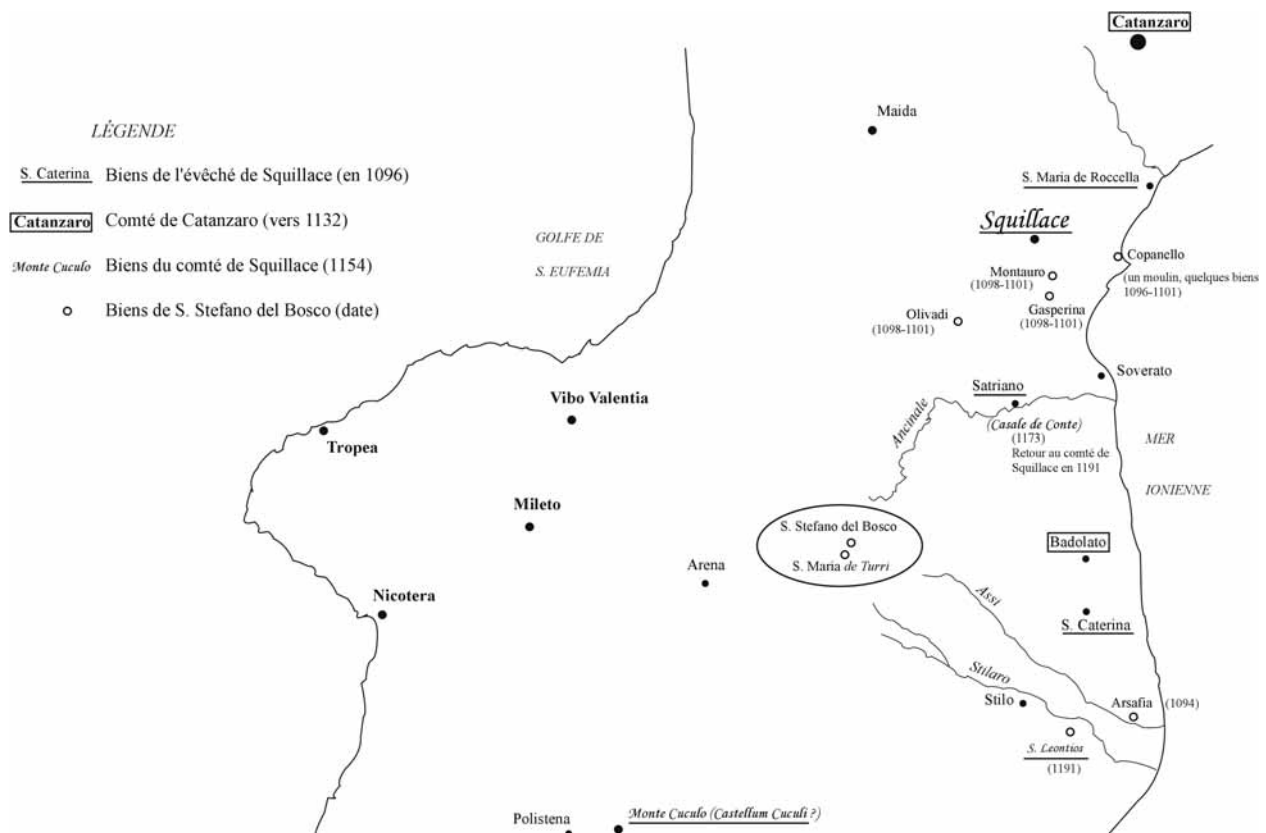 Catanzaro
LÉGENDE
S. Caterina Biens de l'évêché de Squillace (en 1096)
Catanzaro Comté de Catanzaro (vers 1132)
Monte Cuculo Biens du comté de Squillace (1154)
Biens de S. Stefano del Bosco (date)
Maida
S. Maria de Roccella
Squillace
GOLFE DE
S. EUFEMIA
Copanello
(un moulin, quelques biens
1096-1101)
Montauro
(1098-1101)
Gasperina
(1098-1101)
Olivadi
(1098-1101)
Soverato
Satriano
(Casale de Conte)
(1173)
Retour au comté de
Squillace en 1191
Ancinale
MER
IONIENNE
Vibo Valentia
Tropea
Mileto
S. Stefano del Bosco
S. Maria de Turri
Badolato
Arena
Nicotera
Assi
S. Caterina
Stilaro
Stilo
Arsafia (1094)
S. Leontios
(1191)
Polistena
Monte Cuculo (Castellum Cuculi ?)